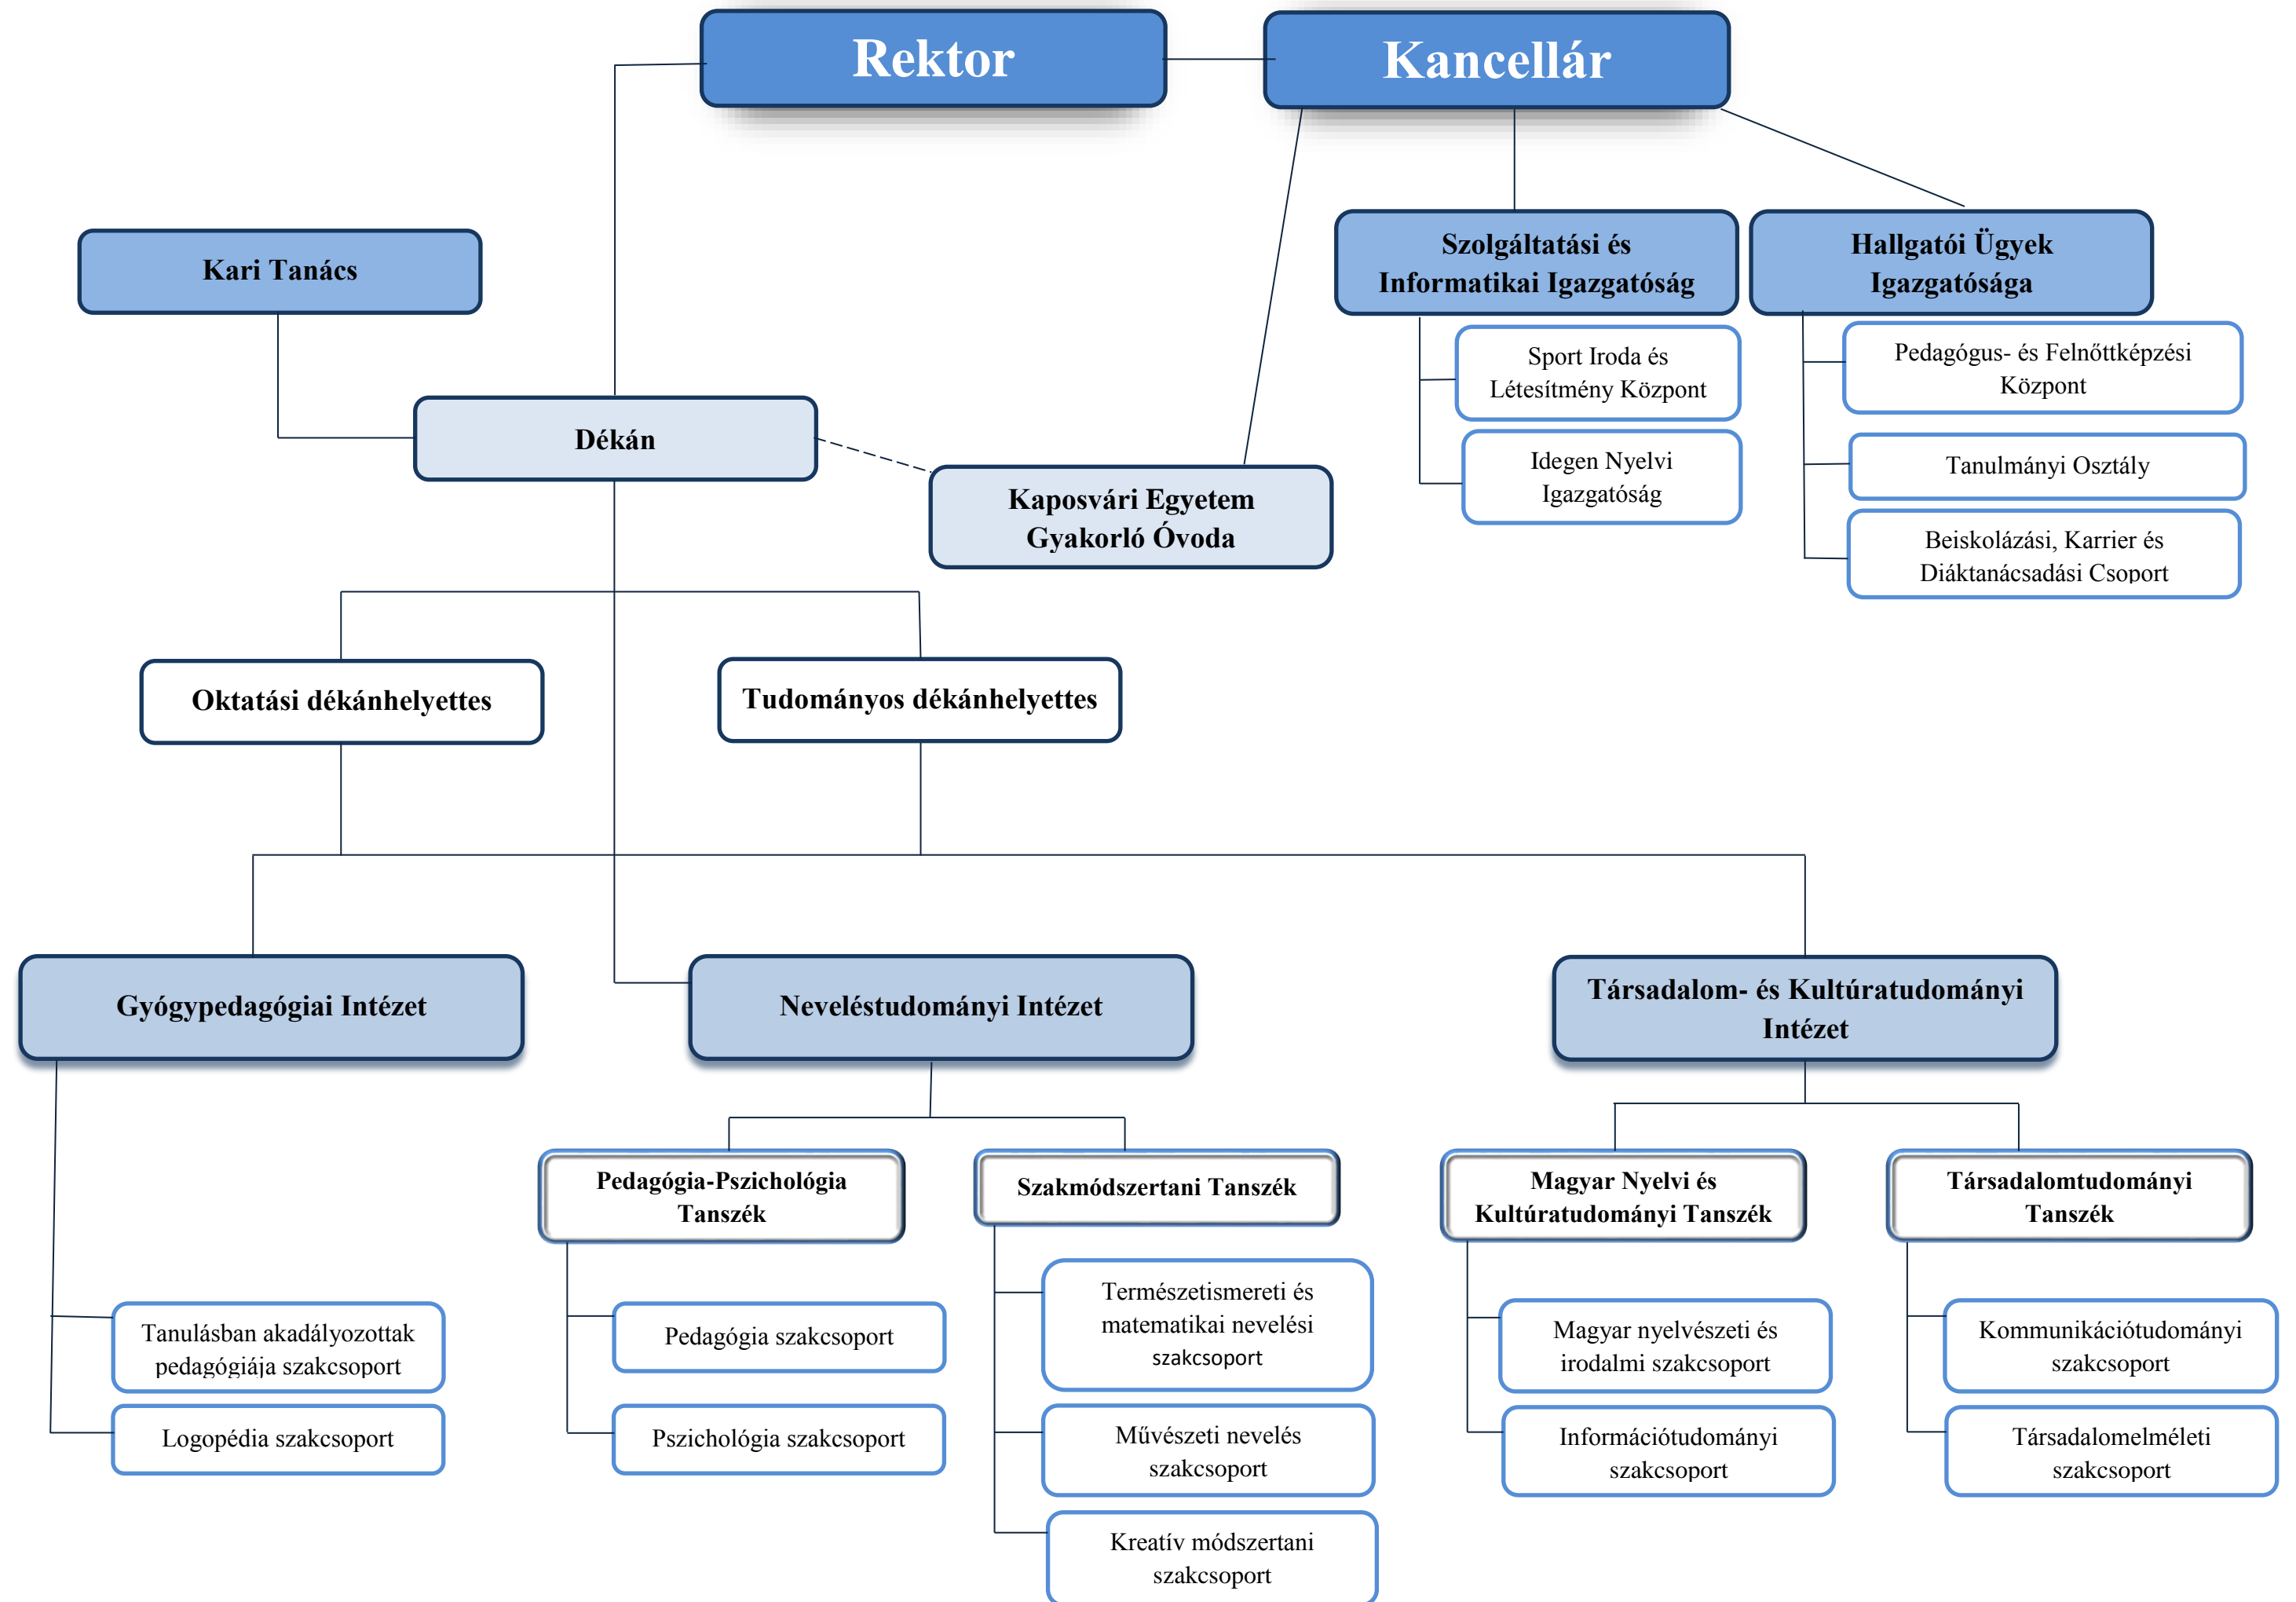 Rektor
Kancellár
Kari Tanács
Szolgáltatási és
Informatikai Igazgatóság
Hallgatói Ügyek
Igazgatósága
Sport Iroda és
Létesítmény Központ
Idegen Nyelvi
Igazgatóság
Pedagógus- és Felnőttképzési
Központ
Tanulmányi Osztály
Beiskolázási, Karrier és
Diáktanácsadási Csoport
Dékán
Kaposvári Egyetem
Gyakorló Óvoda
Oktatási dékánhelyettes
Tudományos dékánhelyettes
Gyógypedagógiai Intézet
Neveléstudományi Intézet
Társadalom- és Kultúratudományi
Intézet
Pedagógia-Pszichológia
Tanszék
Szakmódszertani Tanszék
Magyar Nyelvi és
Kultúratudományi Tanszék
Társadalomtudományi
Tanszék
Tanulásban akadályozottak
pedagógiája szakcsoport
Logopédia szakcsoport
Pedagógia szakcsoport
Pszichológia szakcsoport
Természetismereti és
matematikai nevelési
szakcsoport
Művészeti nevelés
szakcsoport
Kreatív módszertani
szakcsoport
Magyar nyelvészeti és
irodalmi szakcsoport
Információtudományi
szakcsoport
Kommunikációtudományi
szakcsoport
Társadalomelméleti
szakcsoport